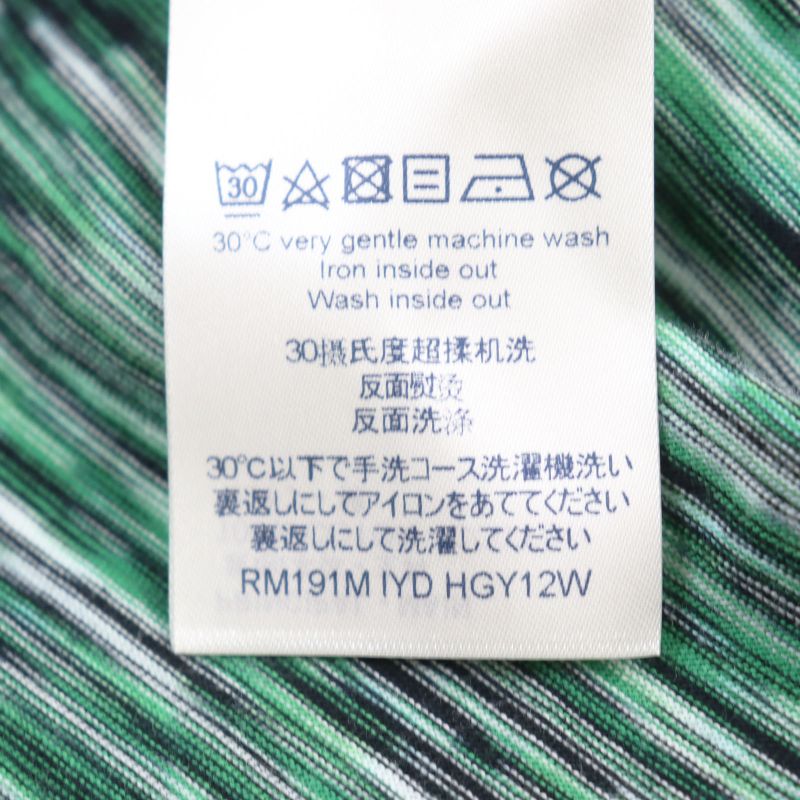 30
30°C very gentle machine wash
Iron inside out
Wash inside out
30摄氏度超揉机洗
反面熨烫
反面洗涤
30°C以下で手洗コース洗濯機洗い
裏返しにしてアイロンをあててください
裏返しにして洗濯してください
RM191M IYD HGY12W